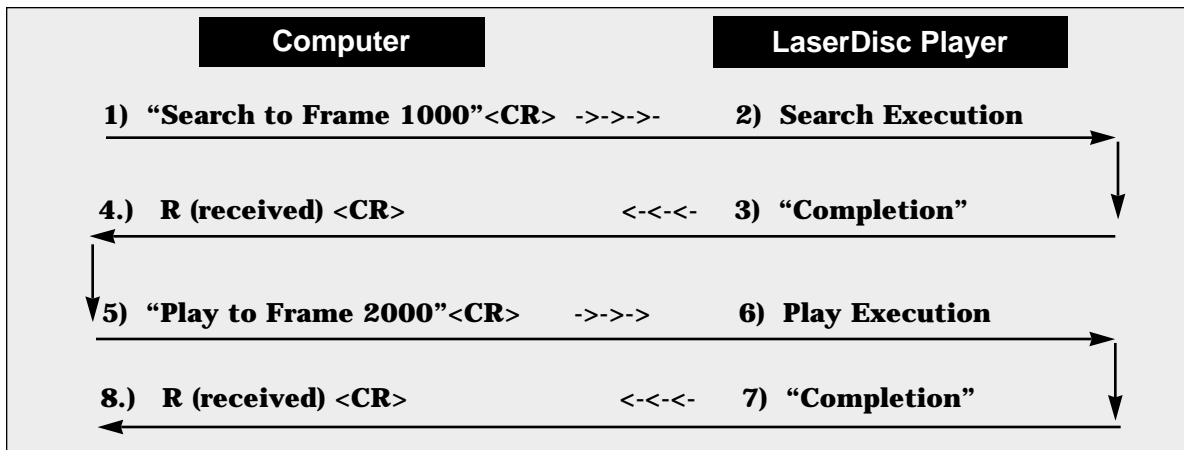 Computer LaserDisc Player
1) “Search to Frame 1000”<CR> ->->->- 2) Search Execution
4.) R (received) <CR> <-<-<- 3) “Completion”
5) “Play to Frame 2000”<CR> ->->-> 6) Play Execution
8.) R (received) <CR> <-<-<- 7) “Completion”